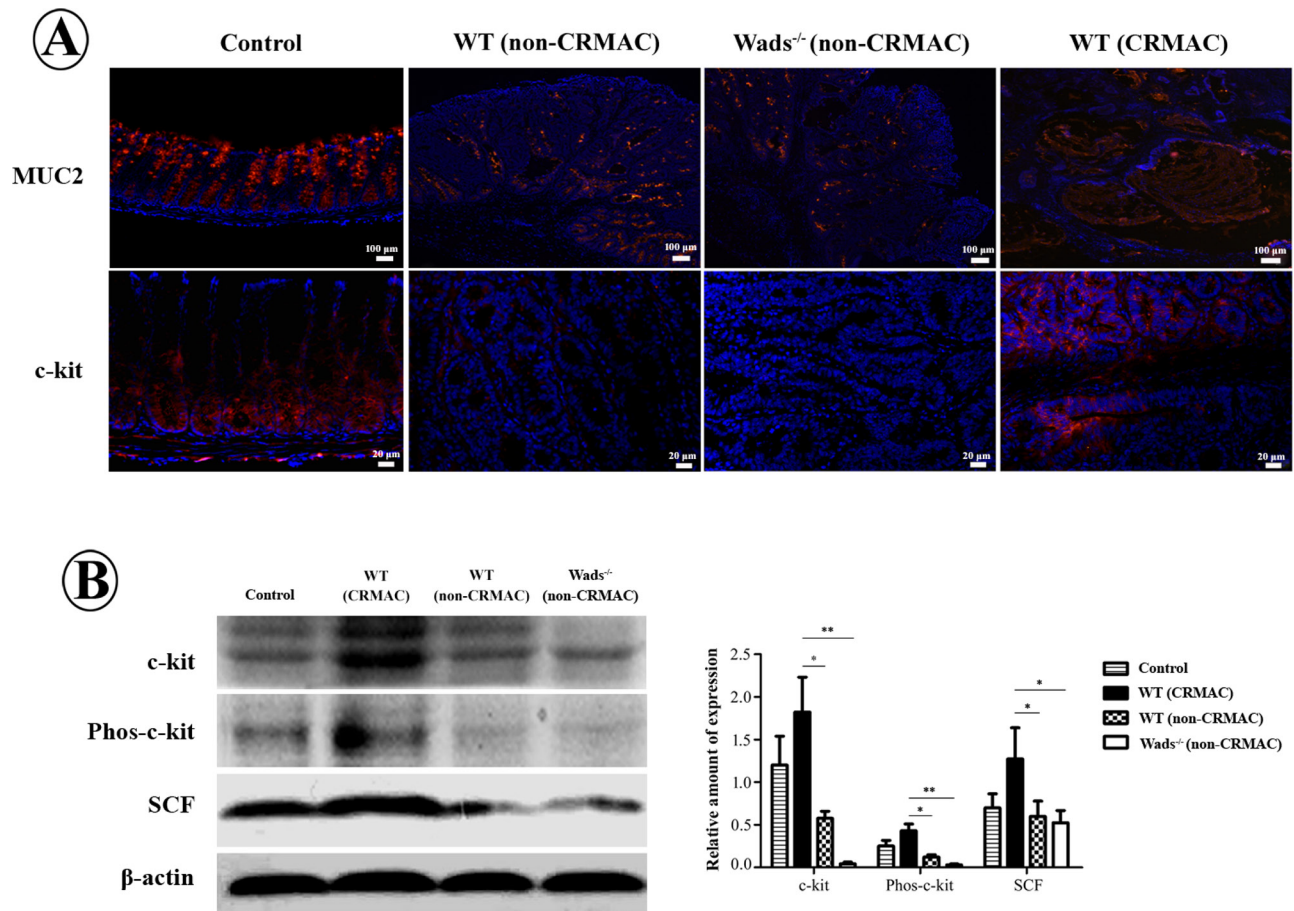 A
Control
WT (non-CRMAC)
Wads-/- (non-CRMAC)
WT (CRMAC)
MUC2
100 μm
100 μm
100 μm
100 μm
c-kit
20 μm
20 μm
20 μm
20 μm
B
Control
WT
(CRMAC)
WT
(non-CRMAC)
Wads-/-
(non-CRMAC)
c-kit
Phos-c-kit
SCF
β-actin
Relative amount of expression
2.5
2.0
1.5
1.0
0.5
0.0
**
*
**
*
*
*
c-kit
Phos-c-kit
SCF
Control
WT (CRMAC)
WT (non-CRMAC)
Wads-/- (non-CRMAC)